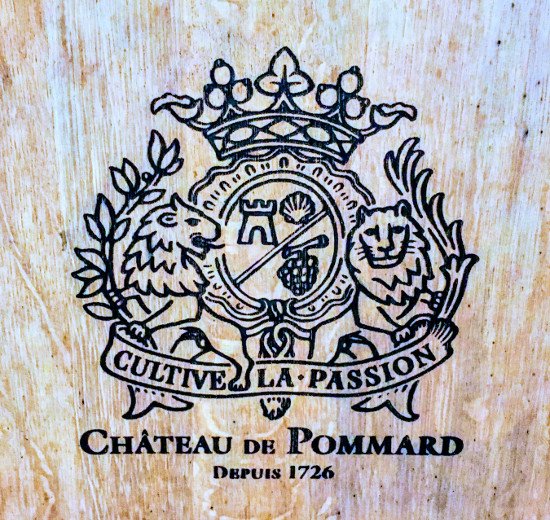 CULTIVE LA · PASSION
CHÂTEAU DE POMMARD
DEPUIS 1726